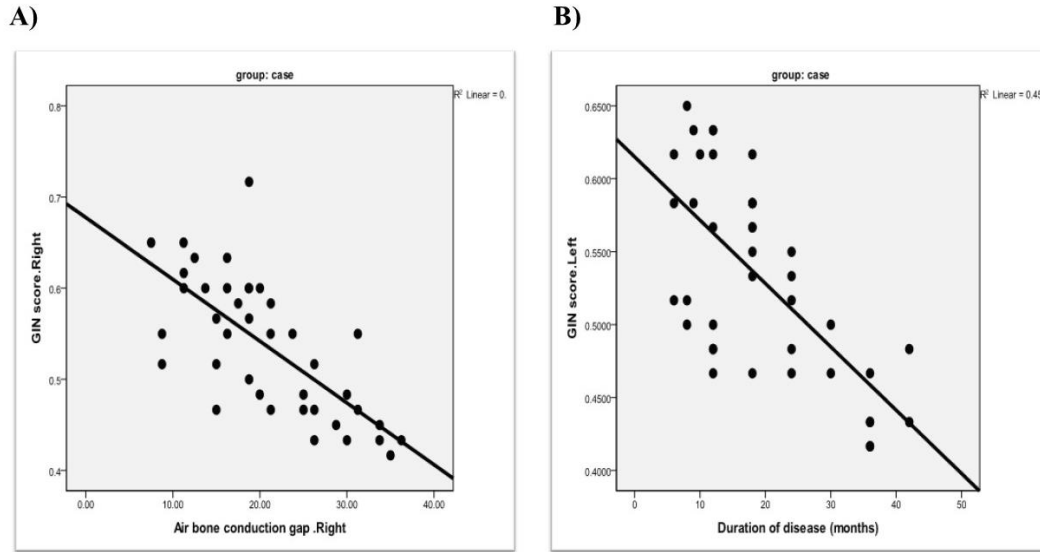 A)
B)
group: case
R² Linear = 0.
GIN score.Right
0.8
0.7
0.6
0.5
0.4
0.00 10.00 20.00 30.00 40.00
Air bone conduction gap .Right
group: case
R² Linear = 0.45
GIN score.Left
0.6500
0.6000
0.5500
0.5000
0.4500
0.4000
0 10 20 30 40 50
Duration of disease (months)